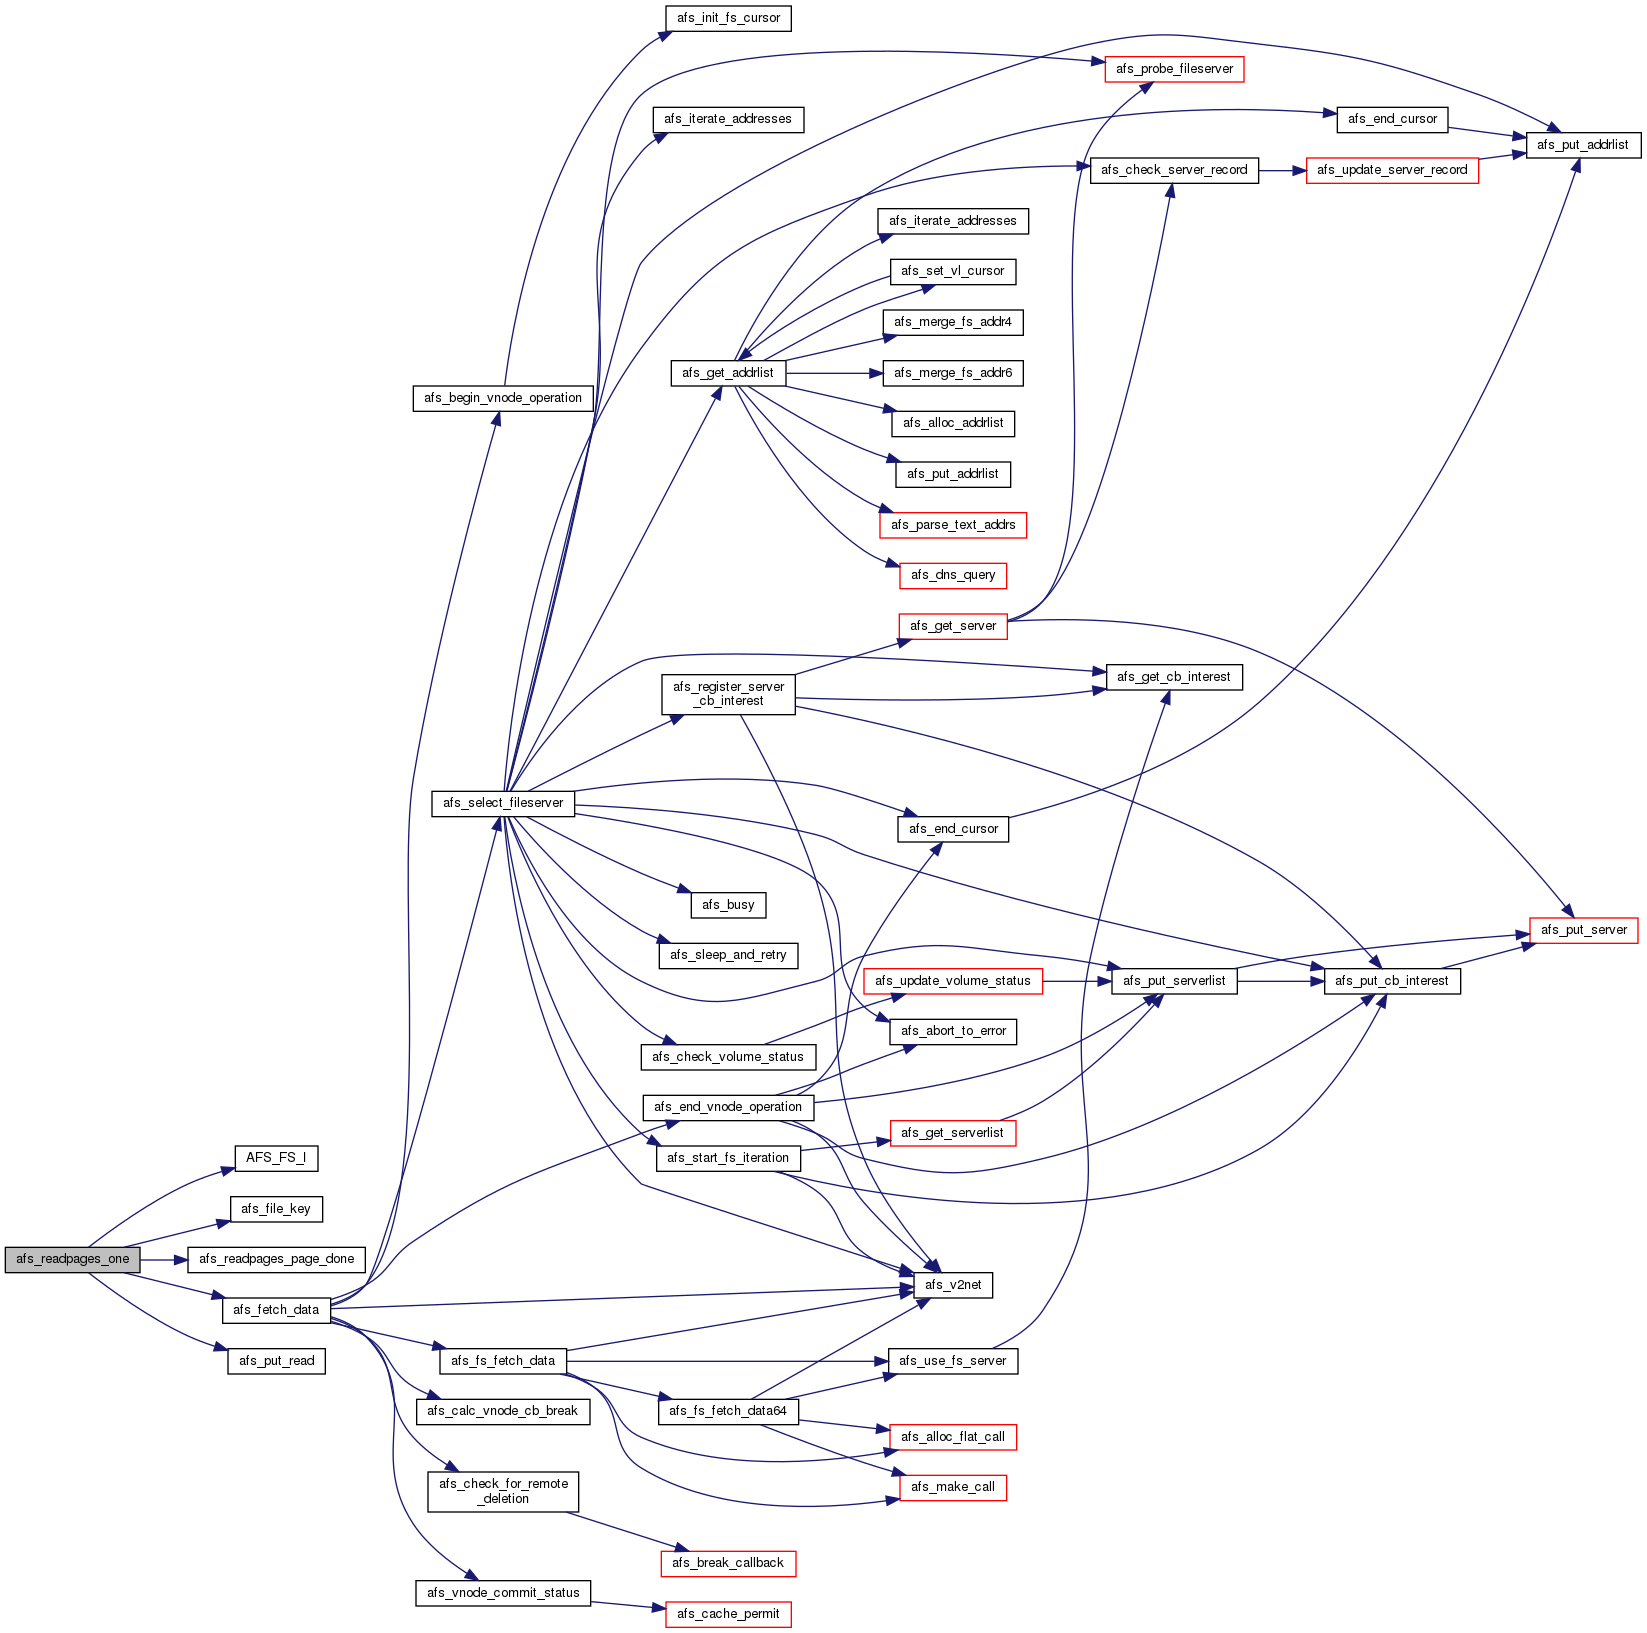 afs_init_fs_cursor
afs_probe_fileserver
afs_iterate_addresses
afs_end_cursor
afs_put_addrlist
afs_check_server_record
afs_update_server_record
afs_iterate_addresses
afs_set_vl_cursor
afs_merge_fs_addr4
afs_get_addrlist
afs_merge_fs_addr6
afs_begin_vnode_operation
afs_alloc_addrlist
afs_put_addrlist
afs_parse_text_addrs
afs_dns_query
afs_get_server
afs_get_cb_interest
afs_register_server
_cb_interest
afs_select_fileserver
afs_end_cursor
afs_busy
afs_put_server
afs_sleep_and_retry
afs_update_volume_status
afs_put_serverlist
afs_put_cb_interest
afs_abort_to_error
afs_check_volume_status
afs_end_vnode_operation
afs_get_serverlist
AFS_FS_I
afs_start_fs_iteration
afs_file_key
afs_readpages_one
afs_readpages_page_done
afs_v2net
afs_fetch_data
afs_put_read
afs_fs_fetch_data
afs_use_fs_server
afs_calc_vnode_cb_break
afs_fs_fetch_data64
afs_alloc_flat_call
afs_check_for_remote
_deletion
afs_make_call
afs_break_callback
afs_vnode_commit_status
afs_cache_permit